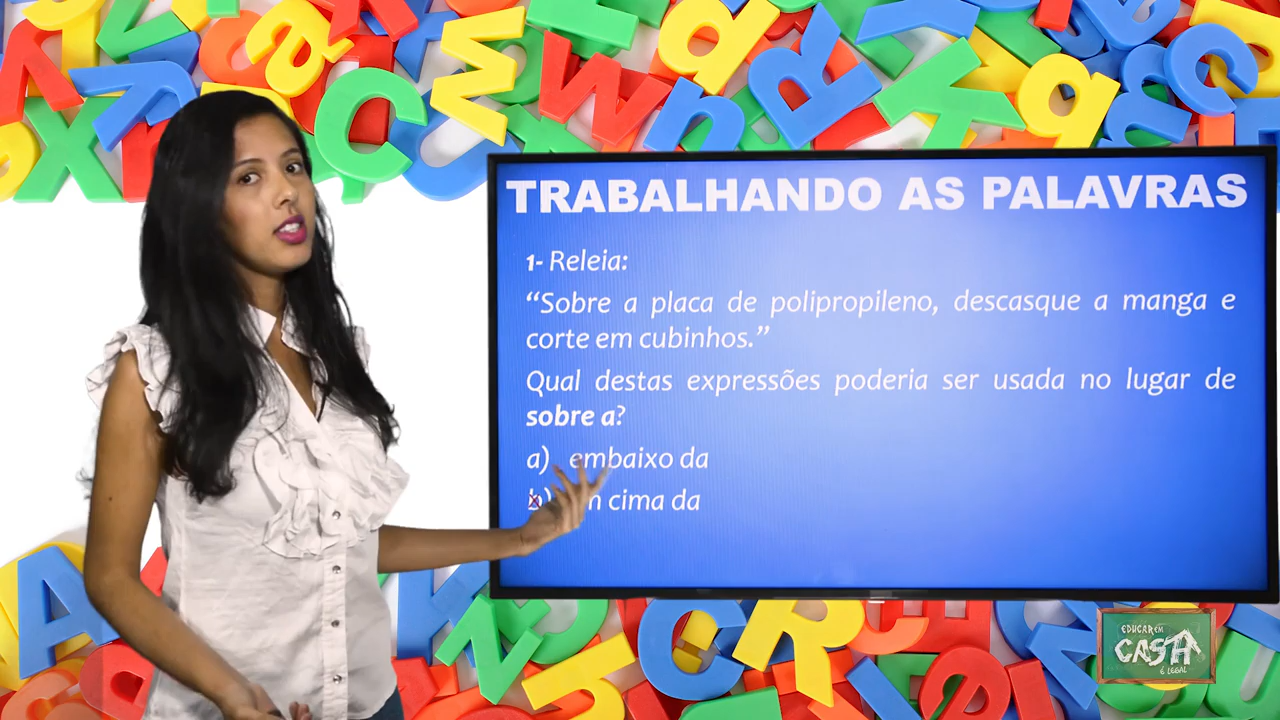 TRABALHANDO AS PALAVRAS
1- Releia:
“Sobre a placa de polipropileno, descasque a manga e
corte em cubinhos.”
Qual destas expressões poderia ser usada no lugar de
sobre a?
a) embaixo da
b) cima da
EDUCAR EM
CASA
É LEGAL